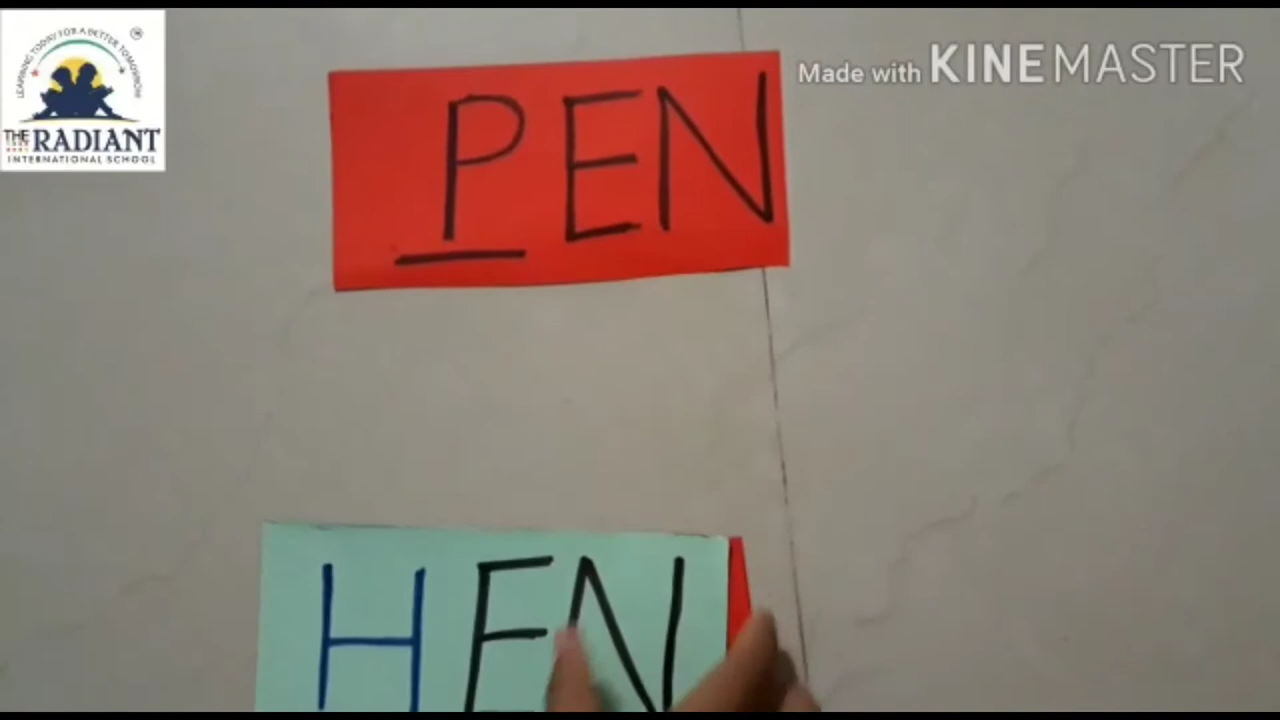 LEARNING TODAY FOR A BETTER TOMORROW
THE RADIANT
INTERNATIONAL SCHOOL
Made with KINEMASTER
PEN
HEN